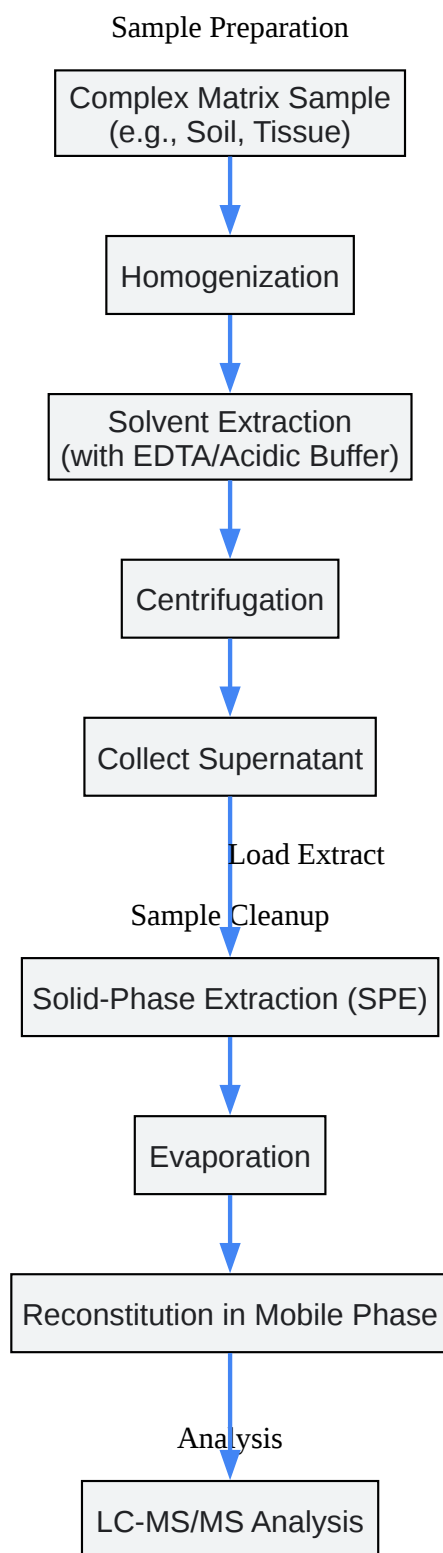 Sample Preparation
Complex Matrix Sample
(e.g., Soil, Tissue)
Homogenization
Solvent Extraction
(with EDTA/Acidic Buffer)
Centrifugation
Collect Supernatant
Load Extract
Sample Cleanup
Solid-Phase Extraction (SPE)
Evaporation
Reconstitution in Mobile Phase
Analysis
LC-MS/MS Analysis